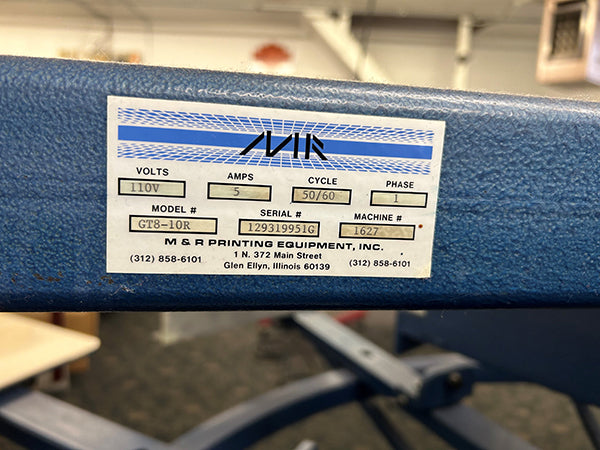 MR
VOLTS AMPS CYCLE PHASE
110V 5 50/60 1
MODEL # SERIAL # MACHINE #
GT8-10R 129319951G 1627
M & R PRINTING EQUIPMENT, INC.
(312) 858-6101 1 N. 372 Main Street (312) 858-6101
Glen Ellyn, Illinois 60139